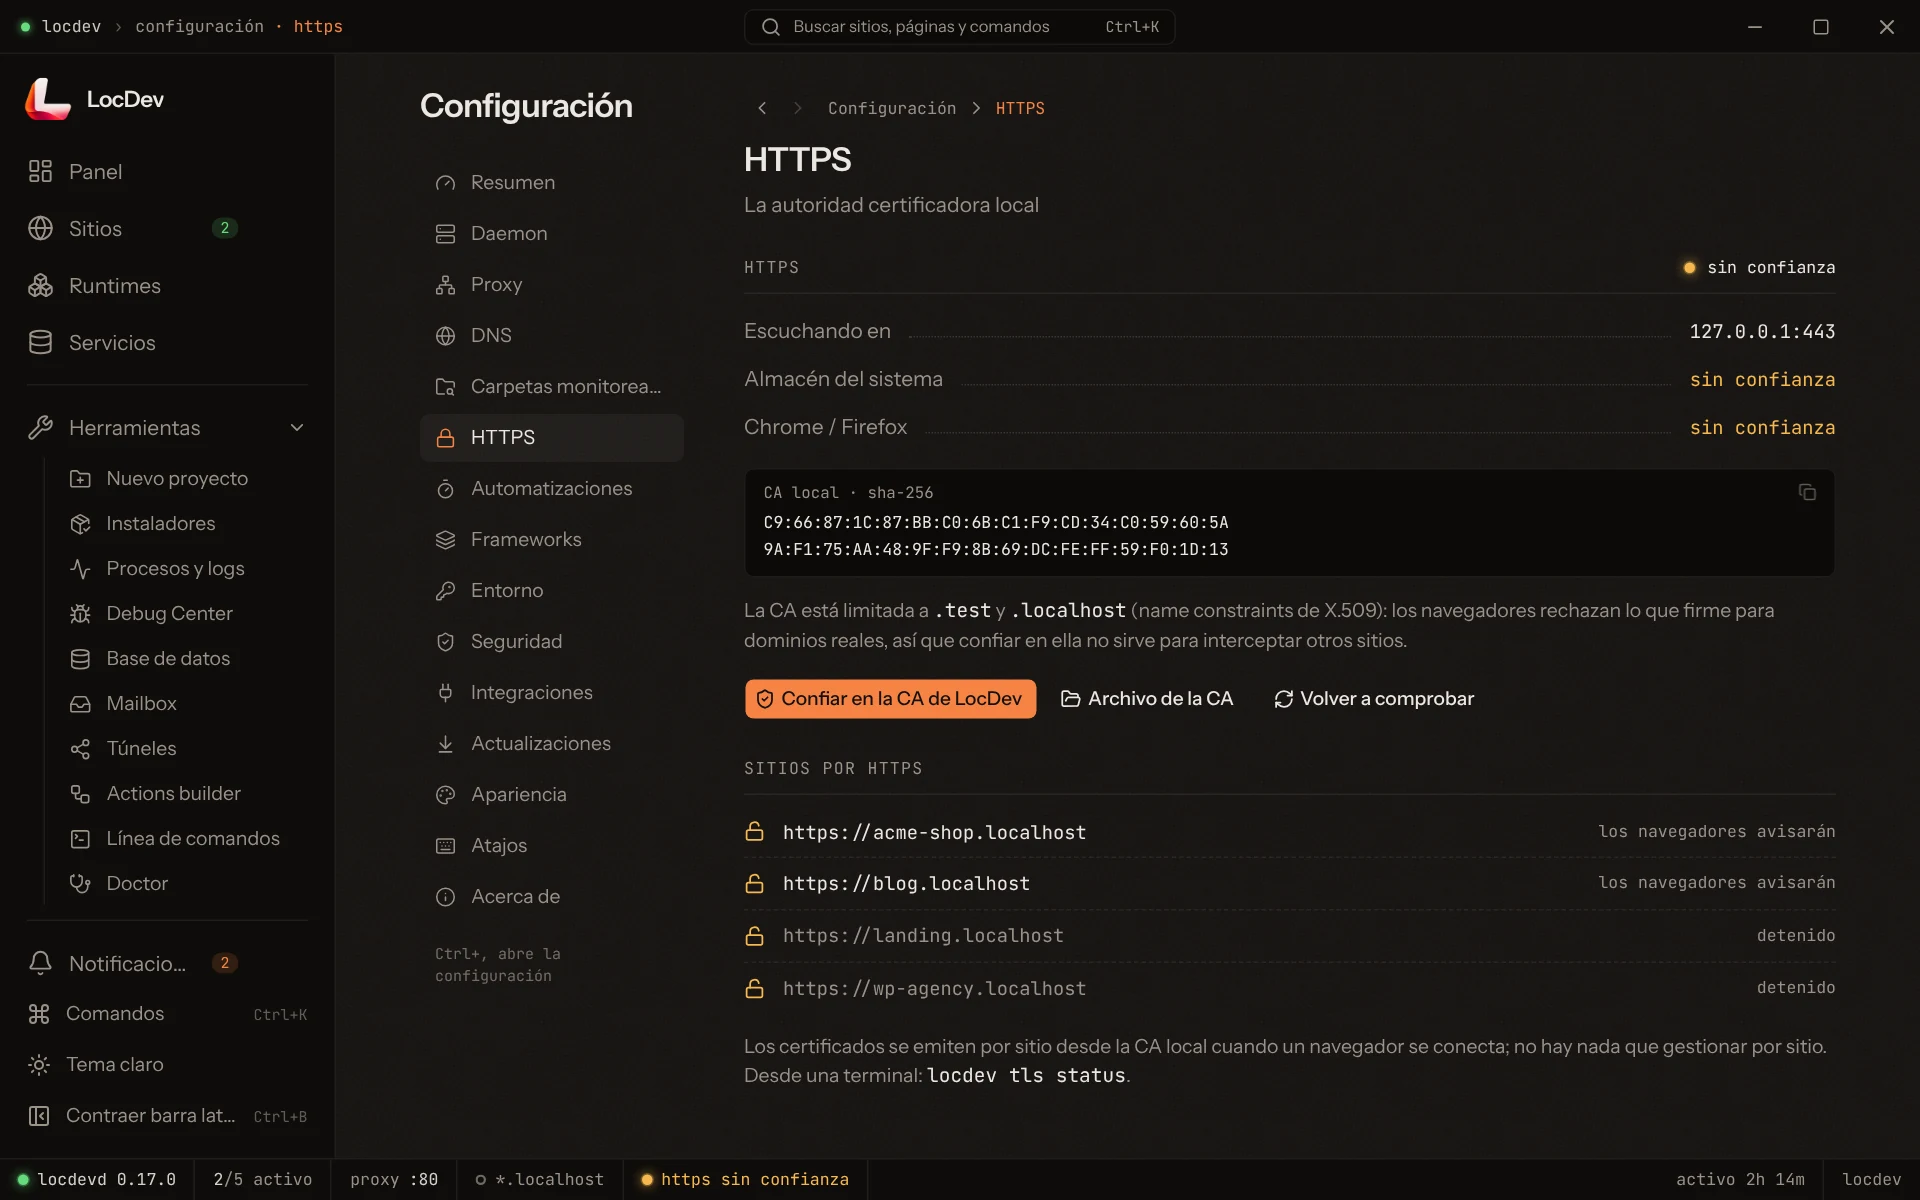 locdev › configuración · https
Buscar sitios, páginas y comandos Ctrl+K
LocDev
Panel
Sitios 2
Runtimes
Servicios
Herramientas
Nuevo proyecto
Instaladores
Procesos y logs
Debug Center
Base de datos
Mailbox
Túneles
Actions builder
Línea de comandos
Doctor
Notificacio... 2
Comandos Ctrl+K
Tema claro
Contraer barra lat... Ctrl+B
Configuración
Resumen
Daemon
Proxy
DNS
Carpetas monitorea...
HTTPS
Automatizaciones
Frameworks
Entorno
Seguridad
Integraciones
Actualizaciones
Apariencia
Atajos
Acerca de
Ctrl+, abre la
configuración
Configuración > HTTPS
HTTPS
La autoridad certificadora local
HTTPS sin confianza
Escuchando en 127.0.0.1:443
Almacén del sistema sin confianza
Chrome / Firefox sin confianza
CA local · sha-256
C9:66:87:1C:87:BB:C0:6B:C1:F9:CD:34:C0:59:60:5A
9A:F1:75:AA:48:9F:F9:8B:69:DC:FE:FF:59:F0:1D:13
La CA está limitada a .test y .localhost (name constraints de X.509): los navegadores rechazan lo que firme para
dominios reales, así que confiar en ella no sirve para interceptar otros sitios.
Confiar en la CA de LocDev Archivo de la CA Volver a comprobar
SITIOS POR HTTPS
https://acme-shop.localhost los navegadores avisarán
https://blog.localhost los navegadores avisarán
https://landing.localhost detenido
https://wp-agency.localhost detenido
Los certificados se emiten por sitio desde la CA local cuando un navegador se conecta; no hay nada que gestionar por sitio.
Desde una terminal: locdev tls status.
locdevd 0.17.0 2/5 activo proxy :80 *.localhost https sin confianza activo 2h 14m locdev